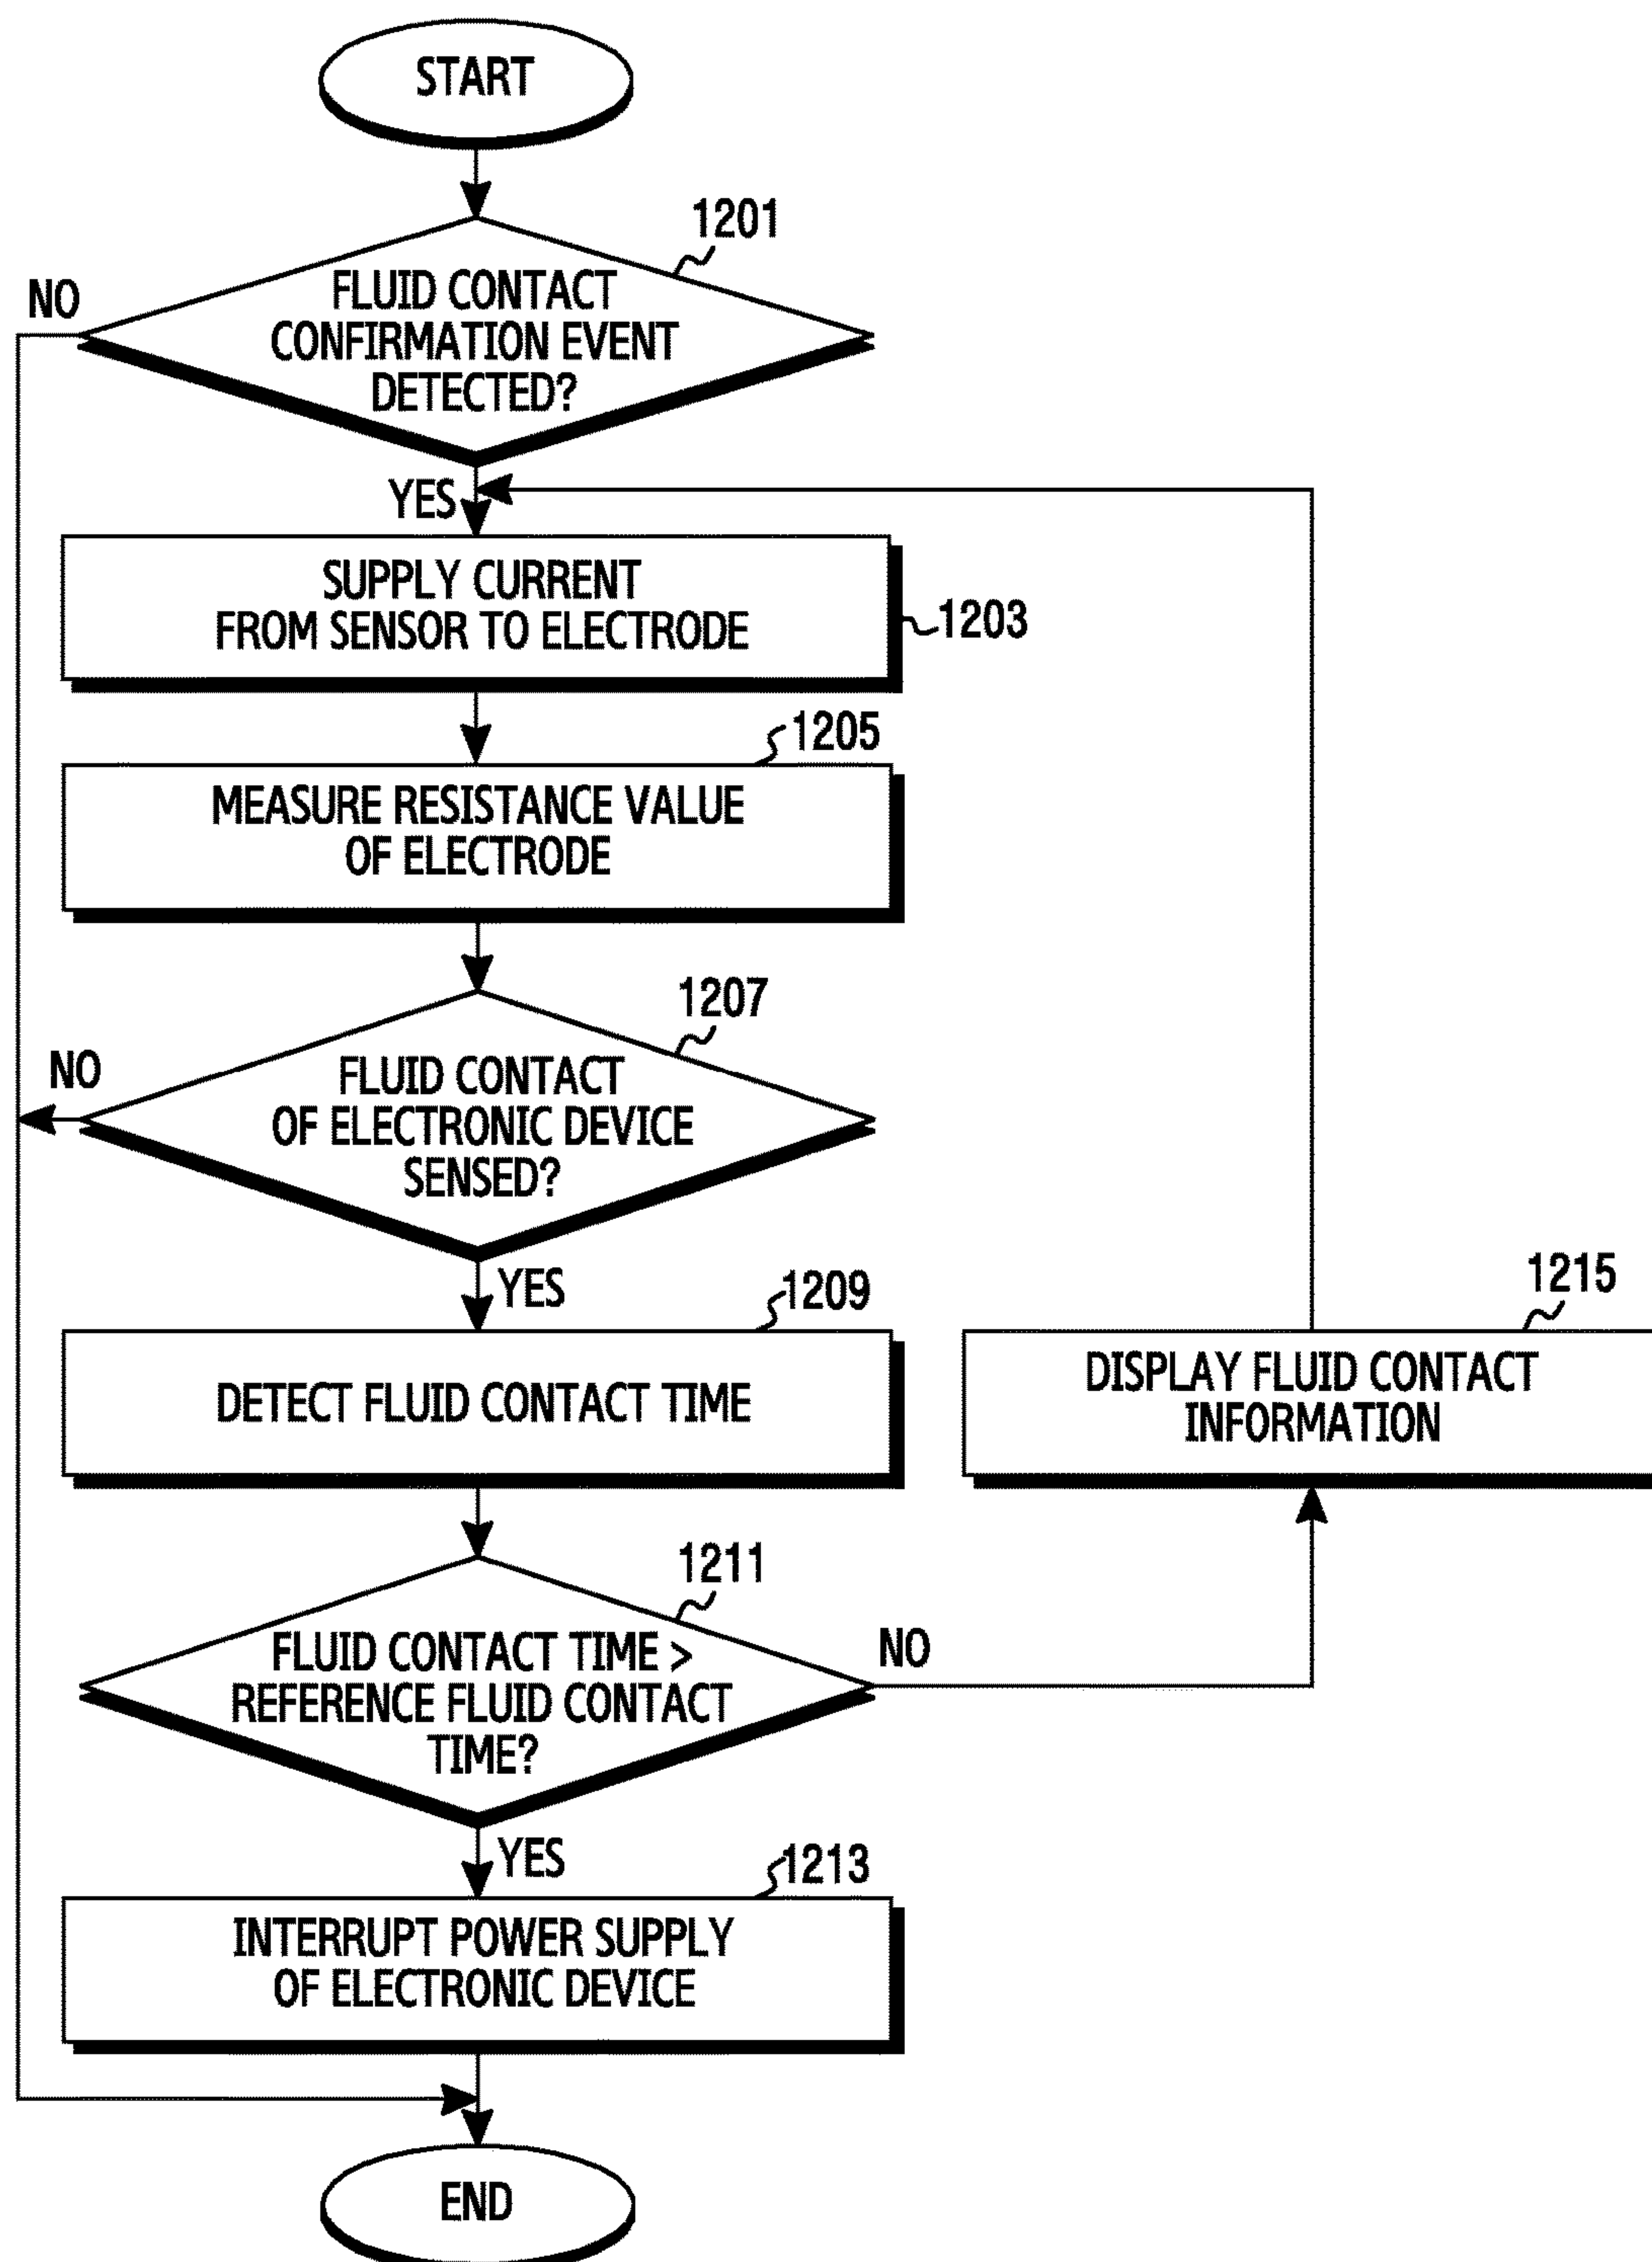 START
1201
NO
FLUID CONTACT
CONFIRMATION EVENT
DETECTED?
YES
SUPPLY CURRENT
FROM SENSOR TO ELECTRODE
1203
1205
MEASURE RESISTANCE VALUE
OF ELECTRODE
1207
NO
FLUID CONTACT
OF ELECTRONIC DEVICE
SENSED?
YES
1209
DETECT FLUID CONTACT TIME
1215
DISPLAY FLUID CONTACT
INFORMATION
1211
FLUID CONTACT TIME >
REFERENCE FLUID CONTACT
TIME?
NO
YES
1213
INTERRUPT POWER SUPPLY
OF ELECTRONIC DEVICE
END